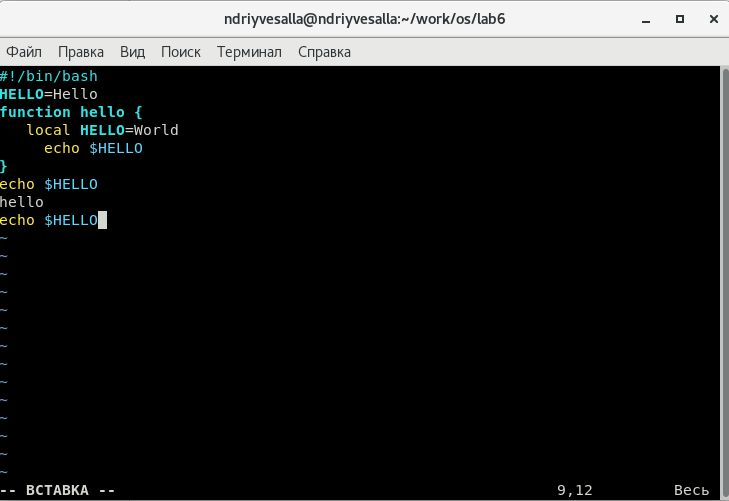 ndriyvesalla@ndriyvesalla:~/work/os/lab6
Файл Правка Вид Поиск Терминал Справка
#!/bin/bash
HELLO=Hello
function hello {
   local HELLO=World
     echo $HELLO
}
echo $HELLO
hello
echo $HELLO
~
~
~
~
~
~
~
~
~
~
~
~
~
~
-- ВСТАВКА -- 9,12 Весь